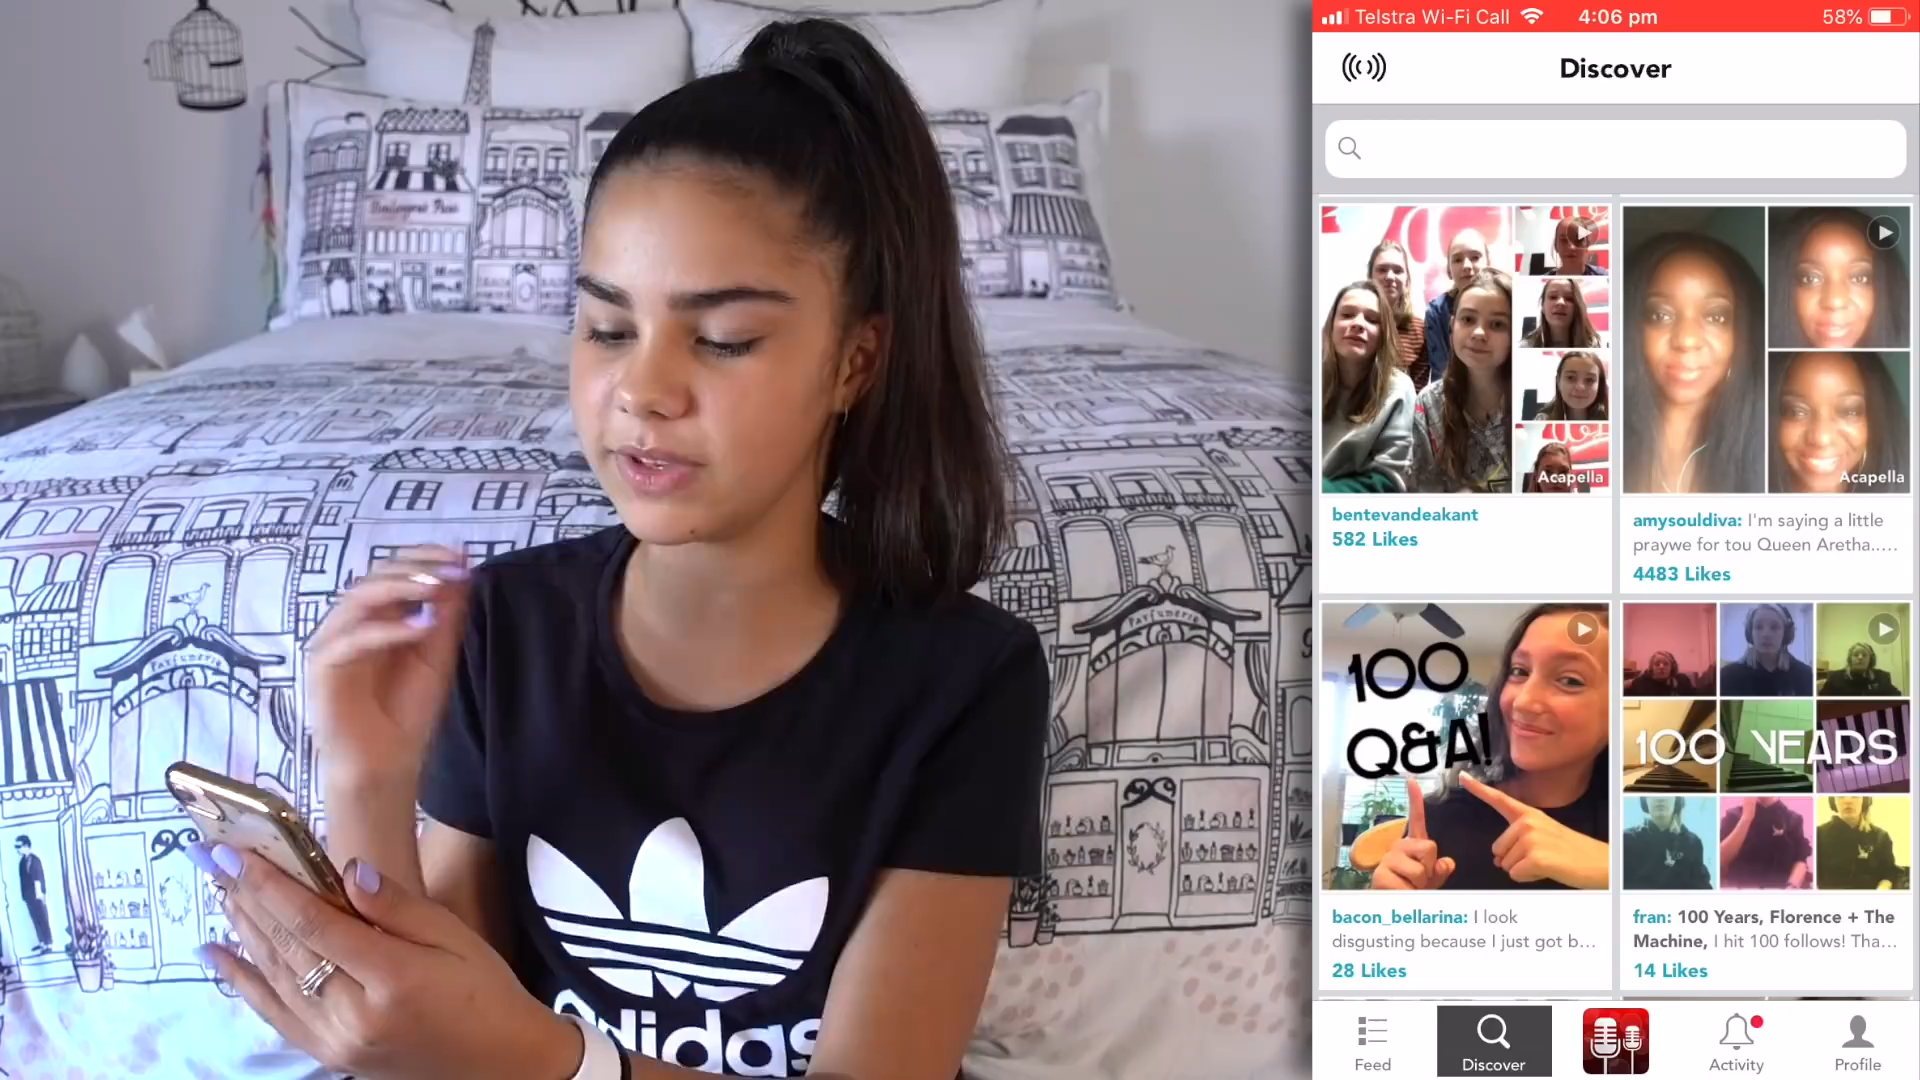 Telstra Wi-Fi Call
4:06 pm
58%
Discover
Acapella
Acapella
bentevandeakant
582 Likes
amysouldiva: I'm saying a little
praywe for tou Queen Aretha.....
4483 Likes
100
Q&A!
100 YEARS
bacon_bellarina: I look
disgusting because I just got b...
28 Likes
fran: 100 Years, Florence + The
Machine, I hit 100 follows! Tha...
14 Likes
Feed
Discover
Activity
Profile
Parfumerie
Parfumerie
adidas